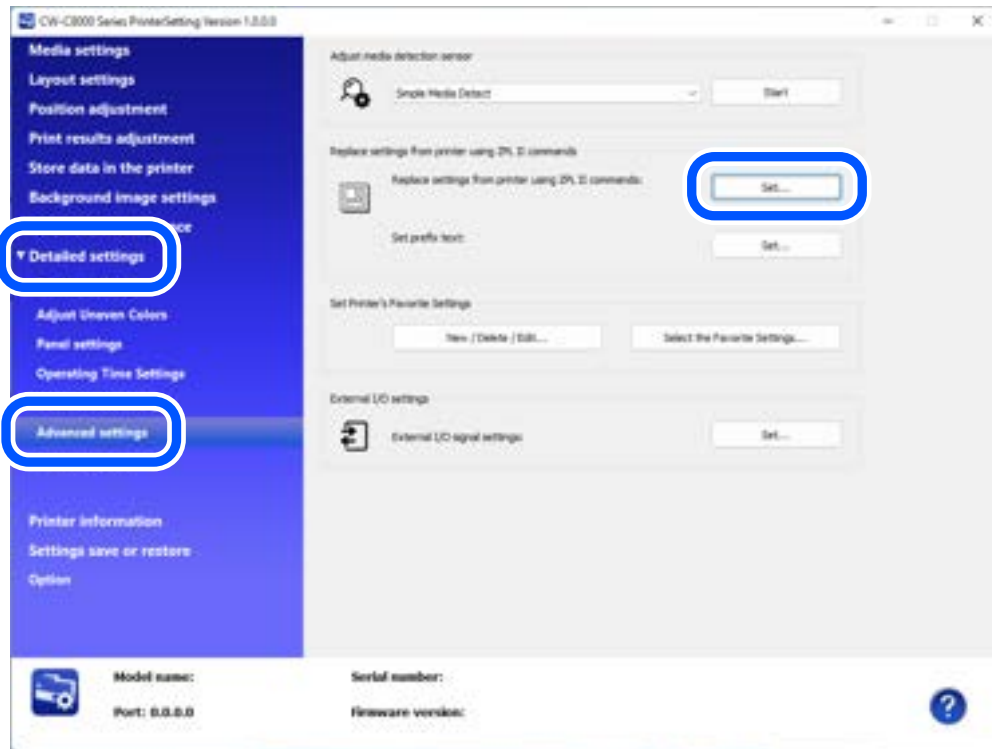 CW-C8000 Series PrinterSetting Version 1.0.0.0
Media settings
Layout settings
Position adjustment
Print results adjustment
Store data in the printer
Background image settings
▼ Detailed settings
Adjust Uneven Colors
Panel settings
Operating Time Settings
Advanced settings
Printer information
Settings save or restore
Option
Adjust media detection sensor
Simple Media Detect
Start
Replace settings from printer using ZPL II commands
Replace settings from printer using ZPL II commands:
Set...
Set prefix text:
Set...
Set Printer's Favorite Settings
New / Delete / Edit...
Select the Favorite Settings...
External I/O settings
External I/O signal settings:
Set...
Model name:
Serial number:
Port: 0.0.0.0
Firmware version:
?